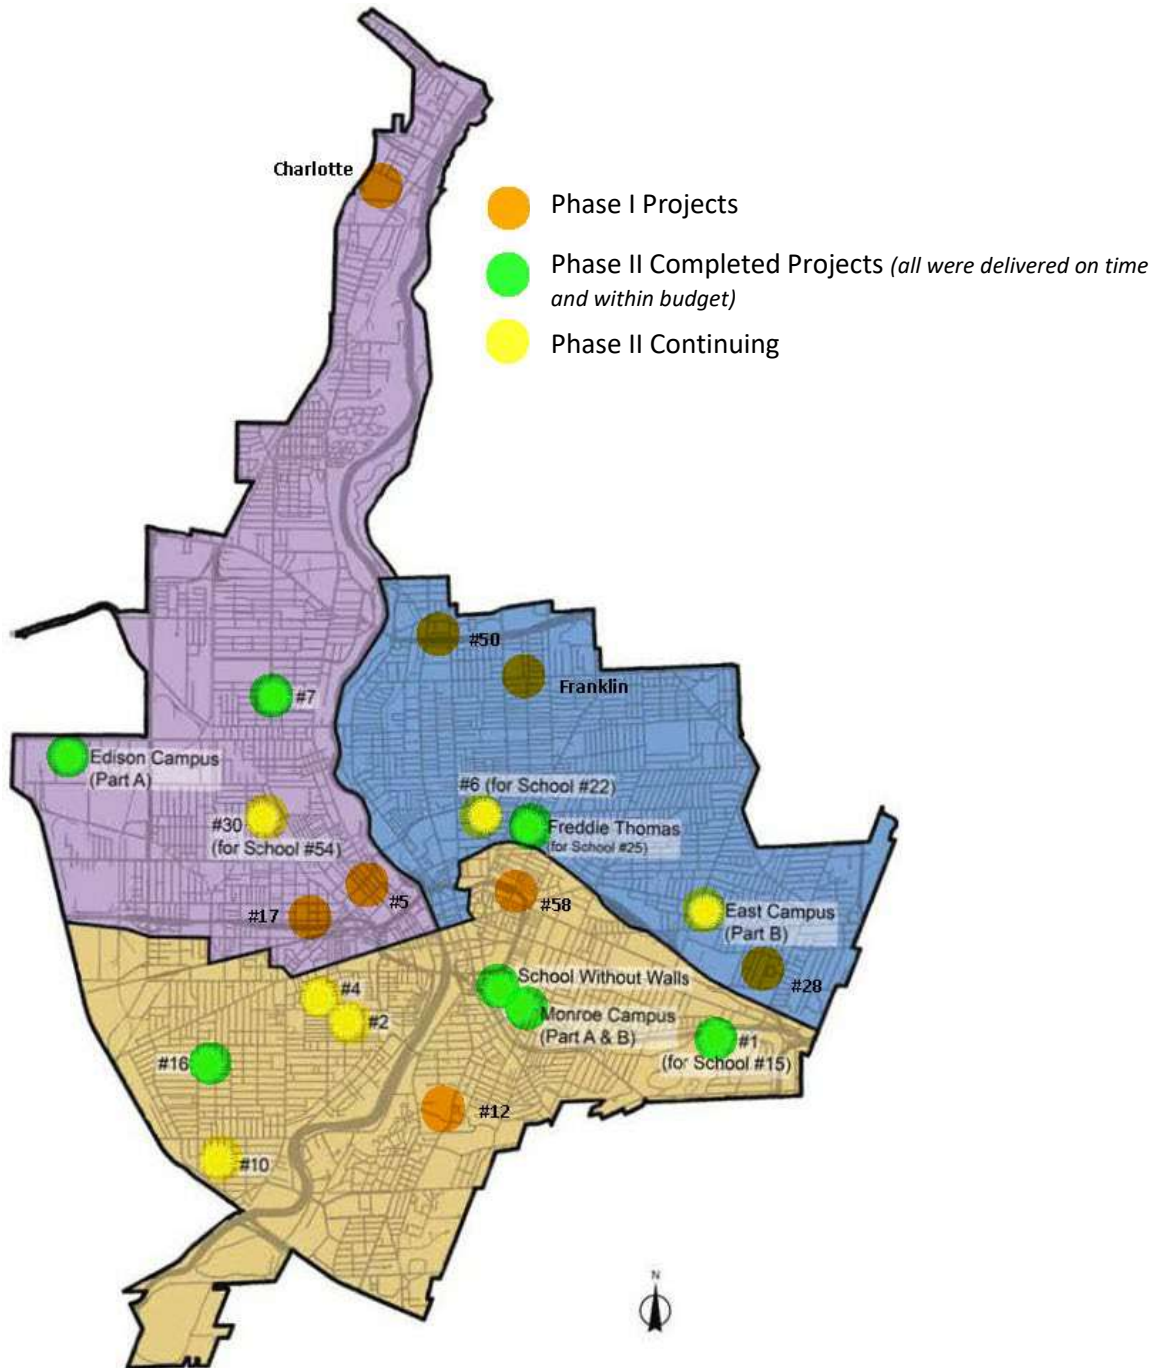 Charlotte
Phase I Projects
Phase II Completed Projects (all were delivered on time
and within budget)
Phase II Continuing
#50
Franklin
#7
Edison Campus
(Part A)
#6 (for School #22)
#30
(for School #54)
Freddie Thomas
(for School #25)
#5
#58
#17
East Campus
(Part B)
School Without Walls
#28
#4
Monroe Campus
(Part A & B)
#2
#1
(for School #15)
#16
#12
#10
N